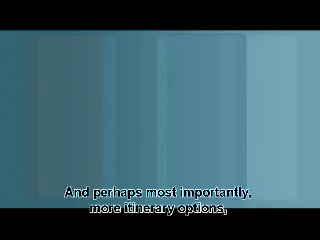 And perhaps most importantly,
more itinerary options,